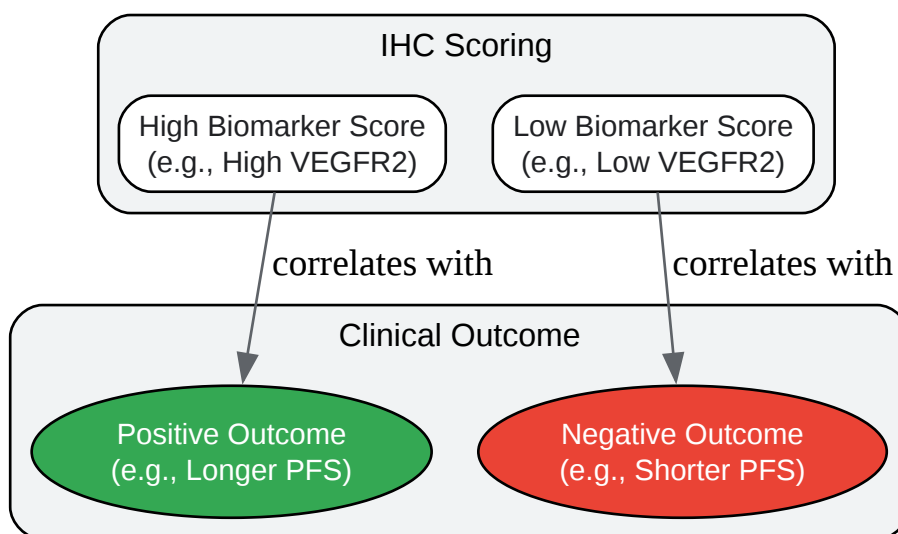 IHC Scoring
High Biomarker Score
(e.g., High VEGFR2)
Low Biomarker Score
(e.g., Low VEGFR2)
correlates with
correlates with
Clinical Outcome
Positive Outcome
(e.g., Longer PFS)
Negative Outcome
(e.g., Shorter PFS)